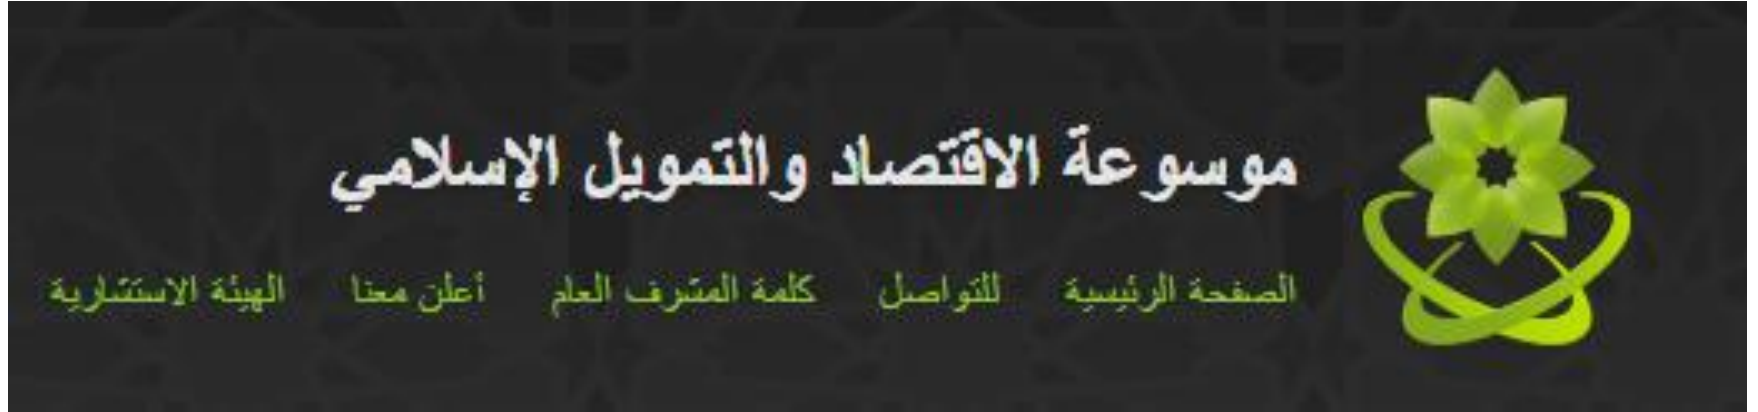 موسوعة الاقتصاد والتمويل الإسلامي
الصفحة الرئيسية للتواصل كلمة المشرف العام أعلن معنا الهيئة الاستشارية